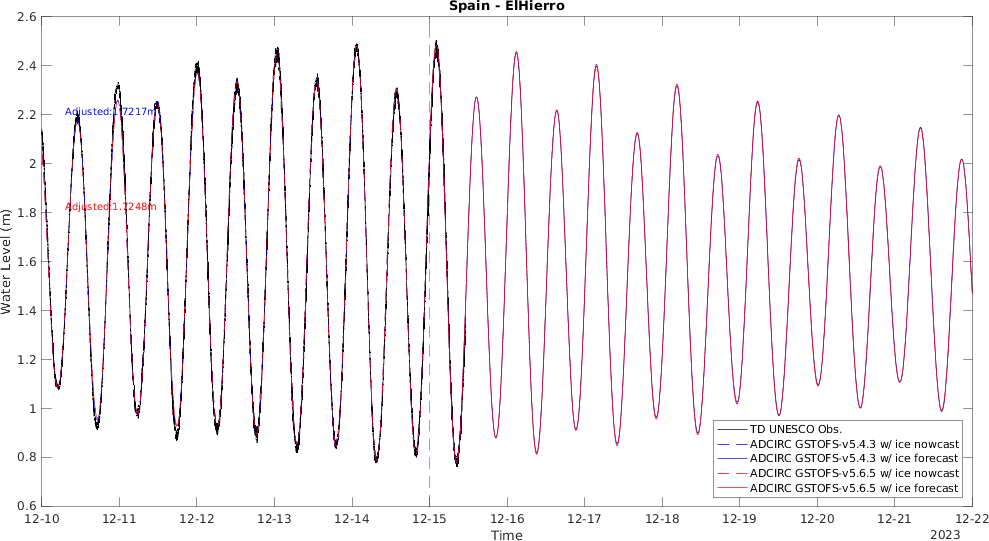 Spain - ElHierro
2.6
2.4
2.2
2
1.8
1.6
1.4
1.2
1
0.8
0.6
Water Level (m)
Adjusted:1.7217m
Adjusted:1.7248m
TD UNESCO Obs.
ADCIRC GSTOFS-v5.4.3 w/ ice nowcast
ADCIRC GSTOFS-v5.4.3 w/ ice forecast
ADCIRC GSTOFS-v5.6.5 w/ ice nowcast
ADCIRC GSTOFS-v5.6.5 w/ ice forecast
12-10 12-11 12-12 12-13 12-14 12-15 12-16 12-17 12-18 12-19 12-20 12-21 12-22
Time
2023